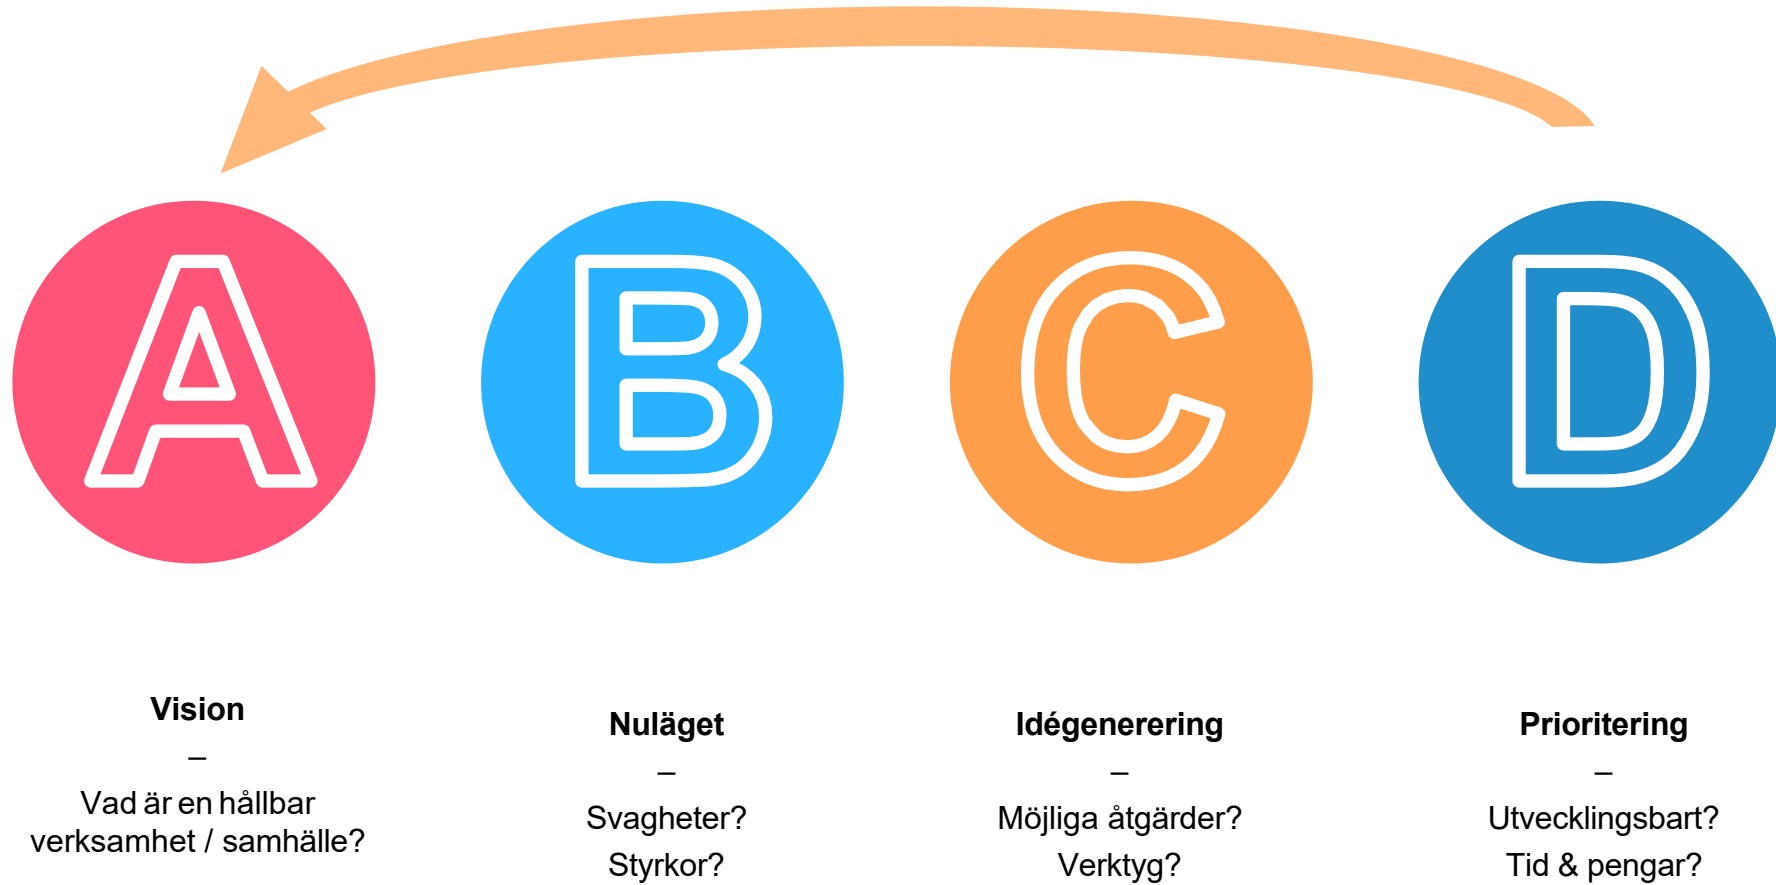 A
B
C
D
Vision
–
Vad är en hållbar
verksamhet / samhälle?
Nuläget
–
Svagheter?
Styrkor?
Idégenerering
–
Möjliga åtgärder?
Verktyg?
Prioritering
–
Utvecklingsbart?
Tid & pengar?